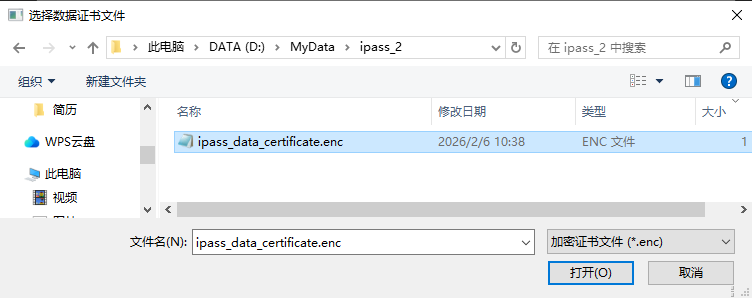 选择数据证书文件
此电脑 > DATA (D:) > MyData > ipass_2
在 ipass_2 中搜索
组织 新建文件夹
简历
WPS云盘
此电脑
视频
名称 修改日期 类型 大小
ipass_data_certificate.enc 2026/2/6 10:38 ENC 文件 1
文件名(N): ipass_data_certificate.enc 加密证书文件 (*.enc)
打开(O) 取消